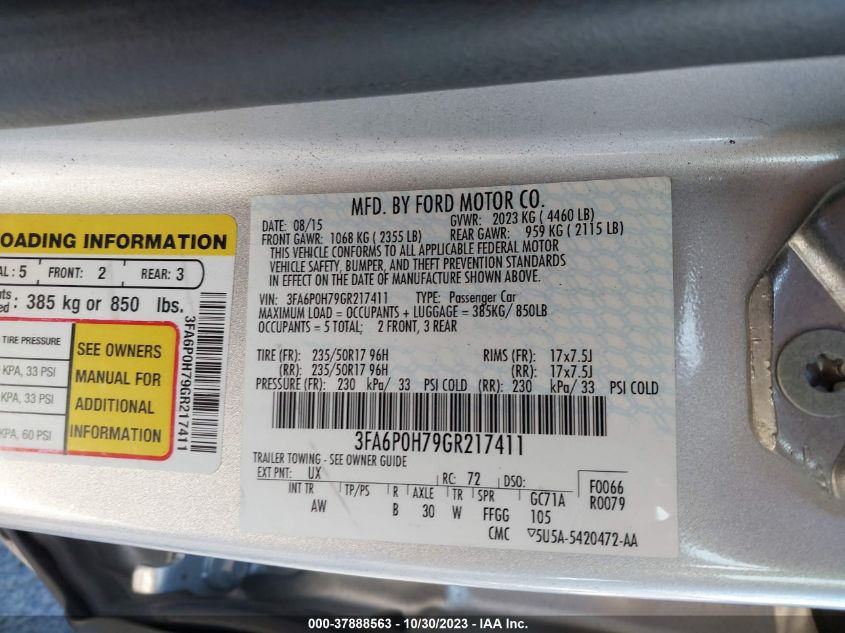 OADING INFORMATION
AL: 5 FRONT: 2 REAR: 3
385 kg or 850 lbs.
TIRE PRESSURE
KPA, 33 PSI
KPA, 33 PSI
KPA, 60 PSI
SEE OWNERS
MANUAL FOR
ADDITIONAL
INFORMATION
3FA6P0H79GR217411
MFD. BY FORD MOTOR CO.
DATE: 08/15 GVWR: 2023 KG ( 4460 LB)
FRONT GAWR: 1068 KG ( 2355 LB) REAR GAWR: 959 KG ( 2115 LB)
THIS VEHICLE CONFORMS TO ALL APPLICABLE FEDERAL MOTOR
VEHICLE SAFETY, BUMPER, AND THEFT PREVENTION STANDARDS
IN EFFECT ON THE DATE OF MANUFACTURE SHOWN ABOVE.
VIN: 3FA6P0H79GR217411 TYPE: Passenger Car
MAXIMUM LOAD = OCCUPANTS + LUGGAGE = 385KG/ 850LB
OCCUPANTS = 5 TOTAL; 2 FRONT, 3 REAR
TIRE (FR): 235/50R17 96H RIMS (FR): 17x7.5J
(RR): 235/50R17 96H (RR): 17x7.5J
PRESSURE (FR): 230 kPa/ 33 PSI COLD (RR): 230 kPa/ 33 PSI COLD
3FA6P0H79GR217411
TRAILER TOWING - SEE OWNER GUIDE
EXT PNT: UX RC: 72 DSO: F0066
INT TR TP/PS R AXLE TR SPR GC71A R0079
AW B 30 W FFGG 105
CMC ▽5U5A-5420472-AA
000-37888563 - 10/30/2023 - IAA Inc.